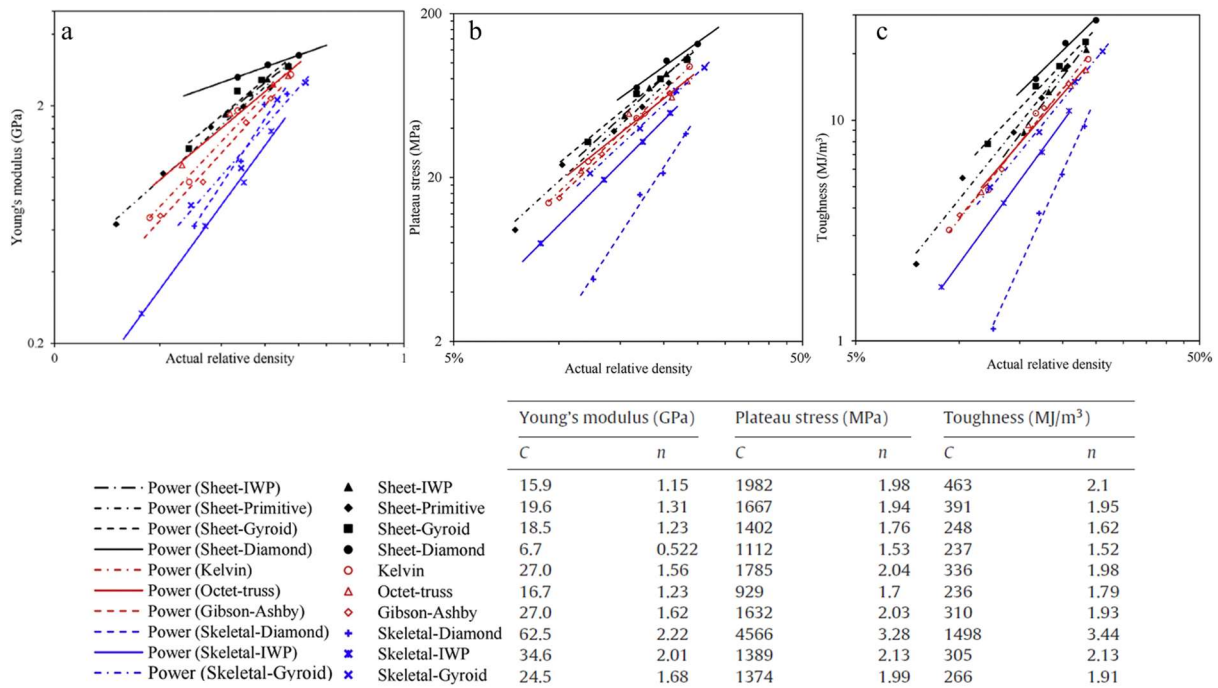 a
b
c
Young's modulus (GPa)
2
0.2
0
1
Actual relative density
Plateau stress (MPa)
200
20
2
5%
50%
Actual relative density
Toughness (MJ/m³)
10
1
5%
50%
Actual relative density
Young's modulus (GPa) Plateau stress (MPa) Toughness (MJ/m³)
C n C n C n
Power (Sheet-IWP) Sheet-IWP 15.9 1.15 1982 1.98 463 2.1
Power (Sheet-Primitive) Sheet-Primitive 19.6 1.31 1667 1.94 391 1.95
Power (Sheet-Gyroid) Sheet-Gyroid 18.5 1.23 1402 1.76 248 1.62
Power (Sheet-Diamond) Sheet-Diamond 6.7 0.522 1112 1.53 237 1.52
Power (Kelvin) Kelvin 27.0 1.56 1785 2.04 336 1.98
Power (Octet-truss) Octet-truss 16.7 1.23 929 1.7 236 1.79
Power (Gibson-Ashby) Gibson-Ashby 27.0 1.62 1632 2.03 310 1.93
Power (Skeletal-Diamond) Skeletal-Diamond 62.5 2.22 4566 3.28 1498 3.44
Power (Skeletal-IWP) Skeletal-IWP 34.6 2.01 1389 2.13 305 2.13
Power (Skeletal-Gyroid) Skeletal-Gyroid 24.5 1.68 1374 1.99 266 1.91